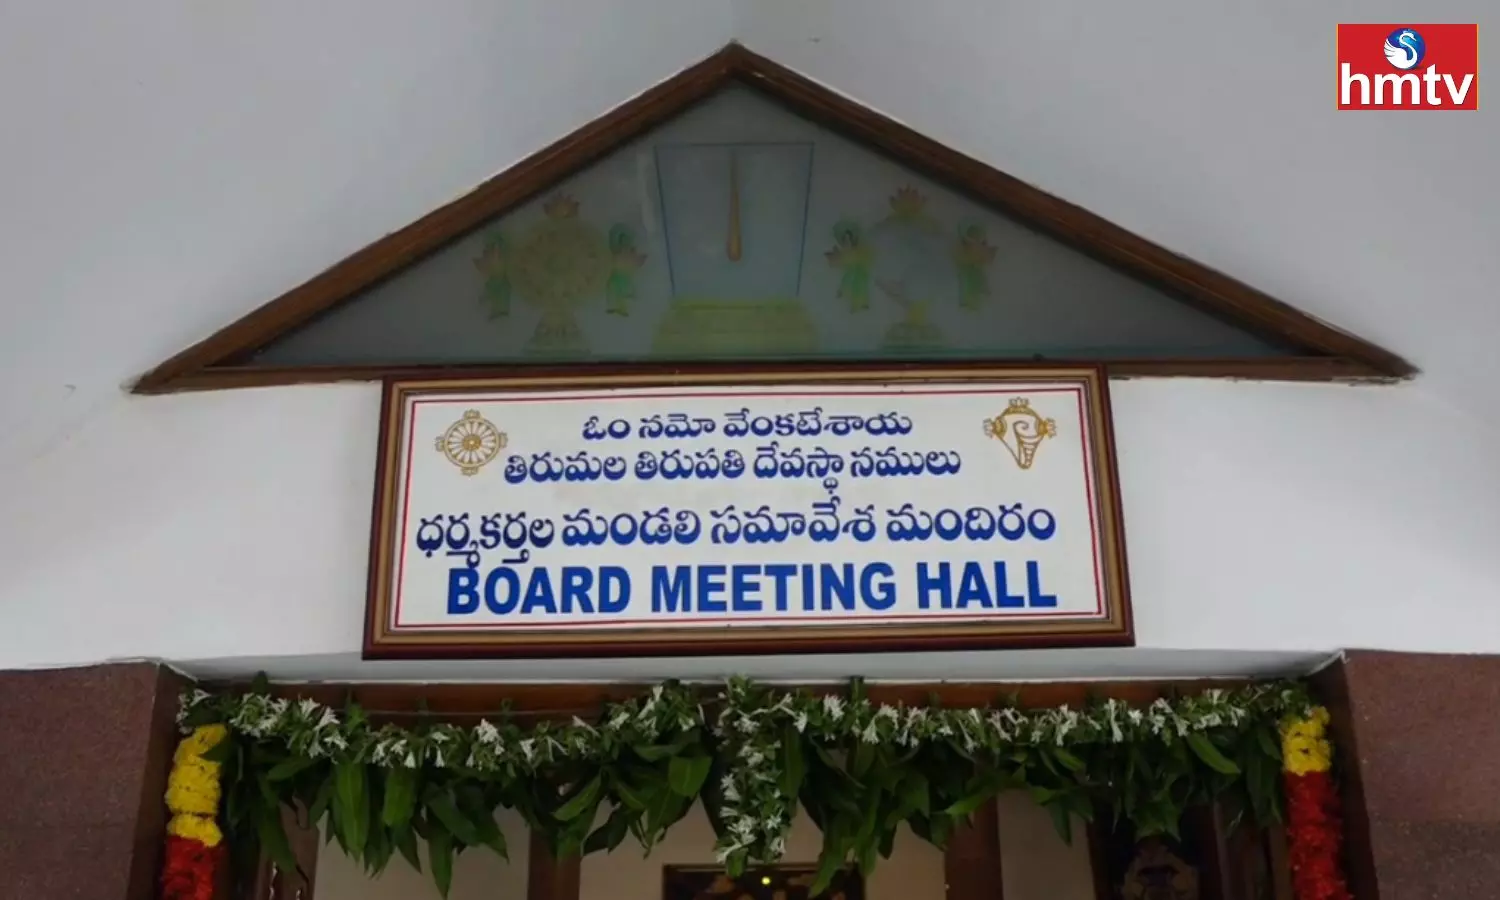 hmtv
ఓం నమో వేంకటేశాయ
తిరుమల తిరుపతి దేవస్థానములు
ధర్మకర్తల మండలి సమావేశ మందిరం
BOARD MEETING HALL